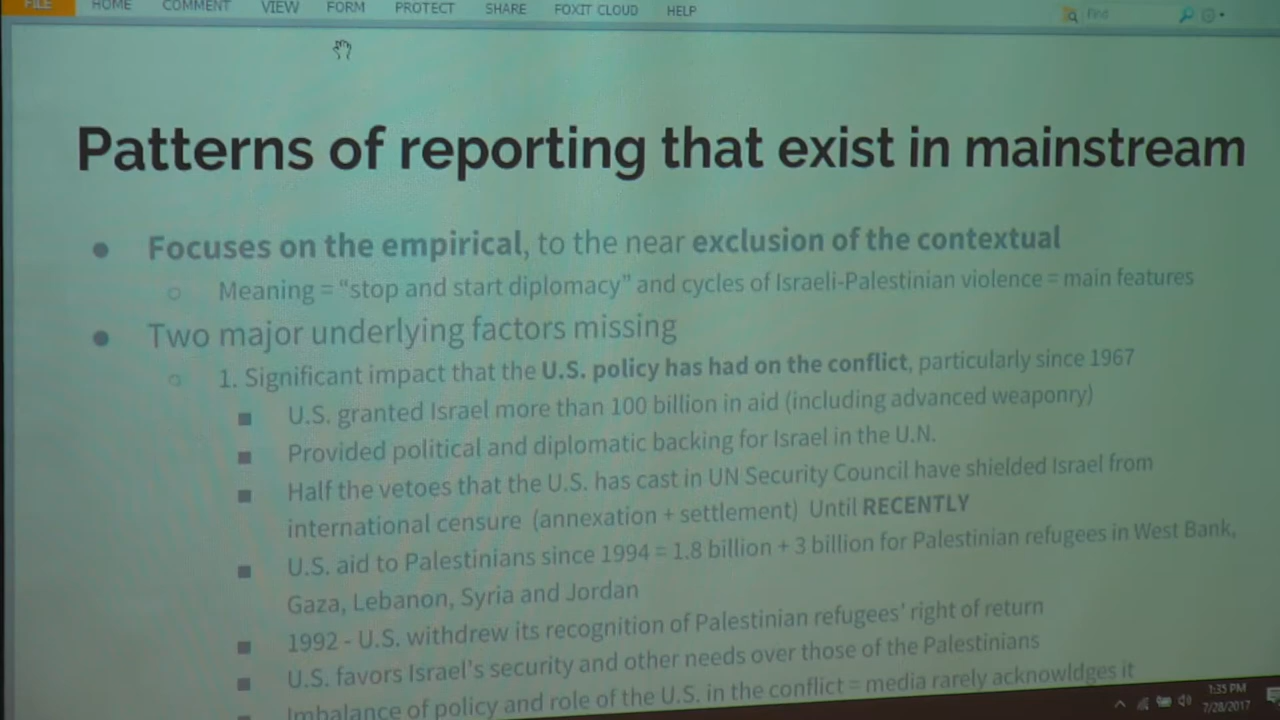 FILE HOME COMMENT VIEW FORM PROTECT SHARE FOXIT CLOUD HELP Find
Patterns of reporting that exist in mainstream
● Focuses on the empirical, to the near exclusion of the contextual
○ Meaning = “stop and start diplomacy” and cycles of Israeli-Palestinian violence = main features
● Two major underlying factors missing
○ 1. Significant impact that the U.S. policy has had on the conflict, particularly since 1967
■ U.S. granted Israel more than 100 billion in aid (including advanced weaponry)
■ Provided political and diplomatic backing for Israel in the U.N.
■ Half the vetoes that the U.S. has cast in UN Security Council have shielded Israel from
international censure (annexation + settlement) Until RECENTLY
■ U.S. aid to Palestinians since 1994 = 1.8 billion + 3 billion for Palestinian refugees in West Bank,
Gaza, Lebanon, Syria and Jordan
■ 1992 - U.S. withdrew its recognition of Palestinian refugees’ right of return
■ U.S. favors Israel's security and other needs over those of the Palestinians
■ Imbalance of policy and role of the U.S. in the conflict = media rarely acknowldges it
1:35 PM
7/28/2017